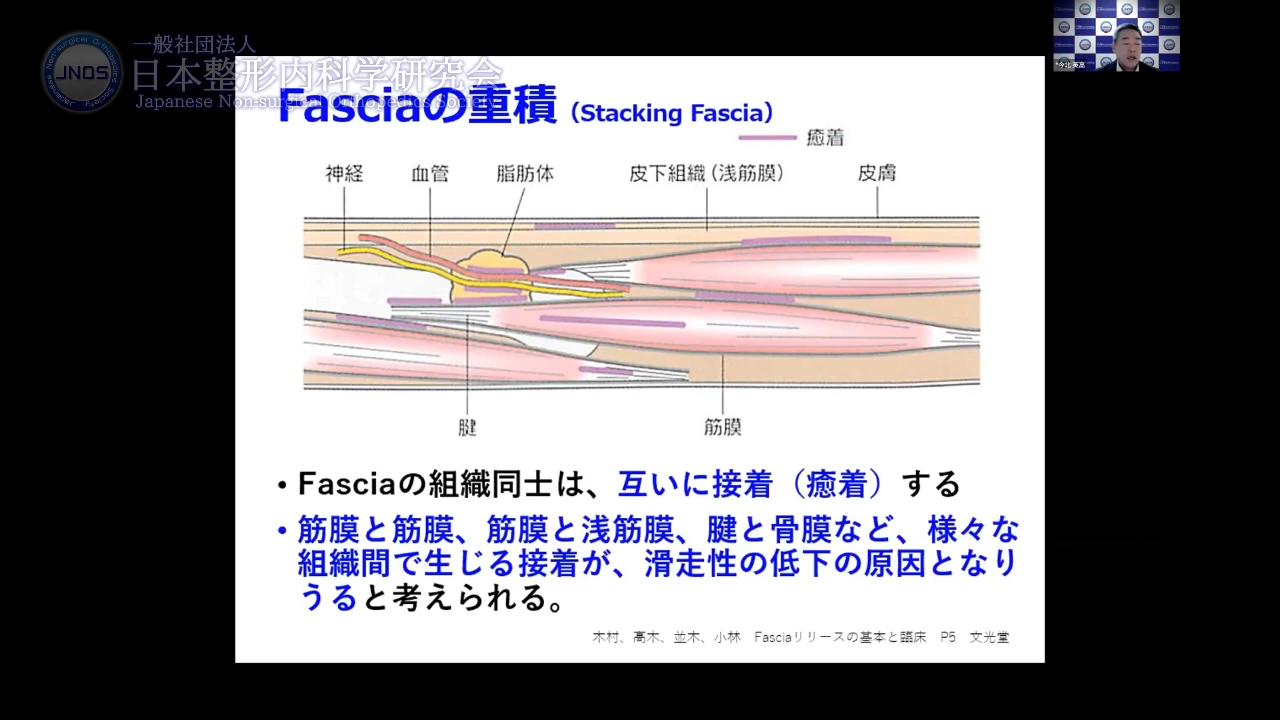 一般社団法人
日本整形内科学研究会
Japanese Non-surgical Orthopedics Society
JNOS
今北英高
Fasciaの重積（Stacking Fascia）
癒着
神経 血管 脂肪体 皮下組織（浅筋膜） 皮膚
腱 筋膜
・Fasciaの組織同士は、互いに接着（癒着）する
・筋膜と筋膜、筋膜と浅筋膜、腱と骨膜など、様々な
組織間で生じる接着が、滑走性の低下の原因となり
うると考えられる。
木村、高木、並木、小林　Fasciaリリースの基本と臨床　P5　文光堂